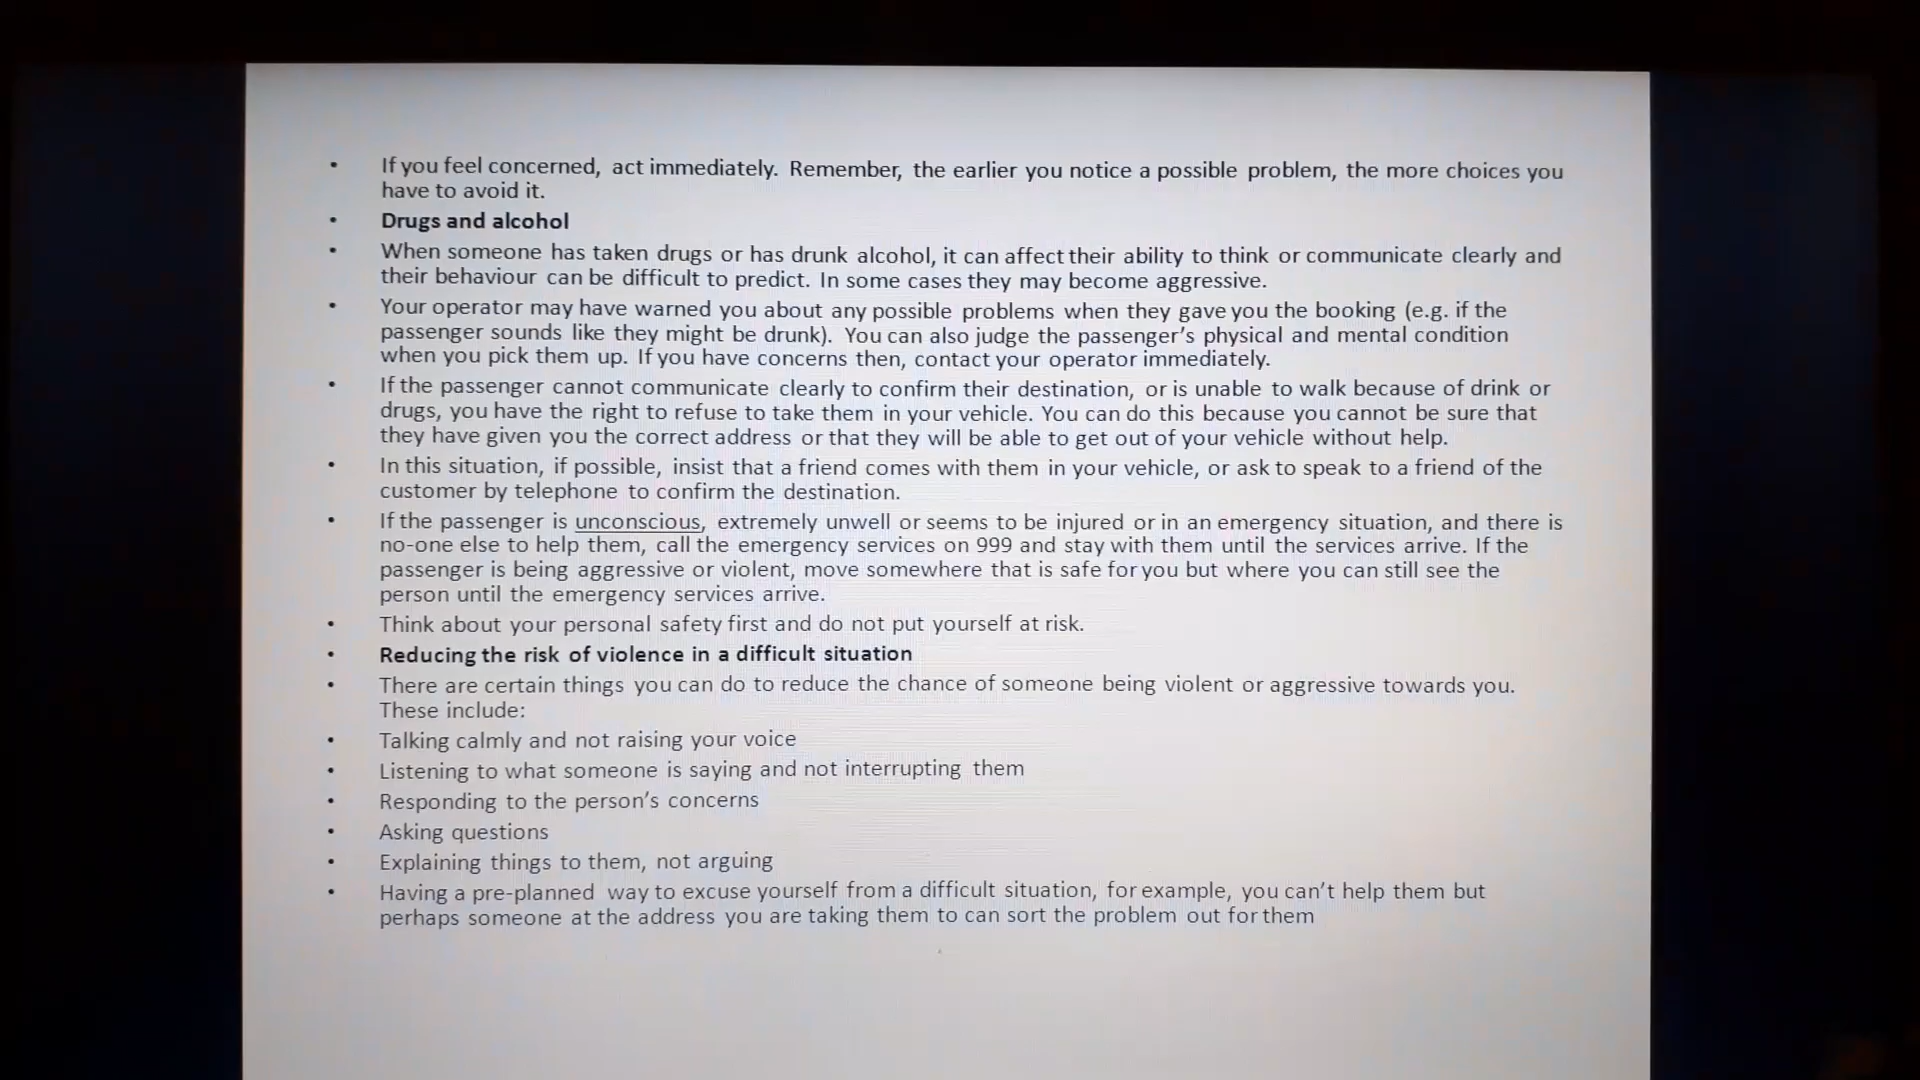 • If you feel concerned, act immediately. Remember, the earlier you notice a possible problem, the more choices you
have to avoid it.
• Drugs and alcohol
• When someone has taken drugs or has drunk alcohol, it can affect their ability to think or communicate clearly and
their behaviour can be difficult to predict. In some cases they may become aggressive.
• Your operator may have warned you about any possible problems when they gave you the booking (e.g. if the
passenger sounds like they might be drunk). You can also judge the passenger's physical and mental condition
when you pick them up. If you have concerns then, contact your operator immediately.
• If the passenger cannot communicate clearly to confirm their destination, or is unable to walk because of drink or
drugs, you have the right to refuse to take them in your vehicle. You can do this because you cannot be sure that
they have given you the correct address or that they will be able to get out of your vehicle without help.
• In this situation, if possible, insist that a friend comes with them in your vehicle, or ask to speak to a friend of the
customer by telephone to confirm the destination.
• If the passenger is unconscious, extremely unwell or seems to be injured or in an emergency situation, and there is
no-one else to help them, call the emergency services on 999 and stay with them until the services arrive. If the
passenger is being aggressive or violent, move somewhere that is safe for you but where you can still see the
person until the emergency services arrive.
• Think about your personal safety first and do not put yourself at risk.
• Reducing the risk of violence in a difficult situation
• There are certain things you can do to reduce the chance of someone being violent or aggressive towards you.
These include:
• Talking calmly and not raising your voice
• Listening to what someone is saying and not interrupting them
• Responding to the person's concerns
• Asking questions
• Explaining things to them, not arguing
• Having a pre-planned way to excuse yourself from a difficult situation, for example, you can't help them but
perhaps someone at the address you are taking them to can sort the problem out for them